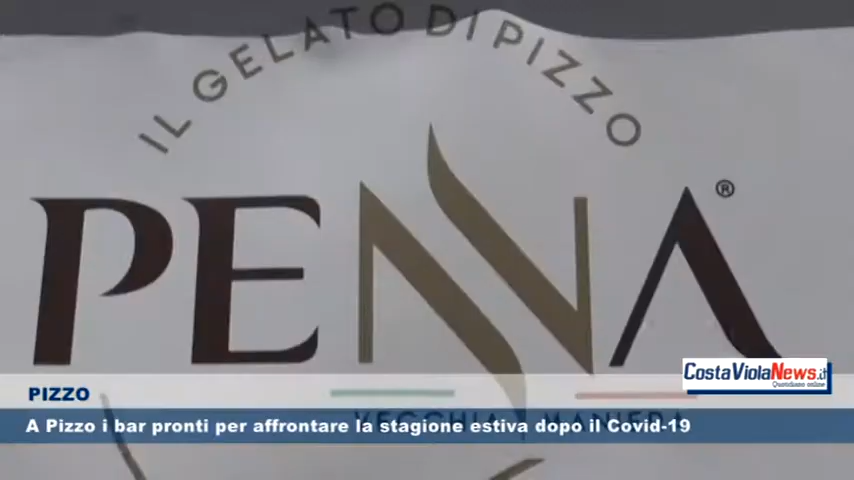 IL GELATO DI PIZZO
PENNA®
VECCHIA MANIERA
PIZZO
A Pizzo i bar pronti per affrontare la stagione estiva dopo il Covid-19
CostaViolaNews.it
Quotidiano online